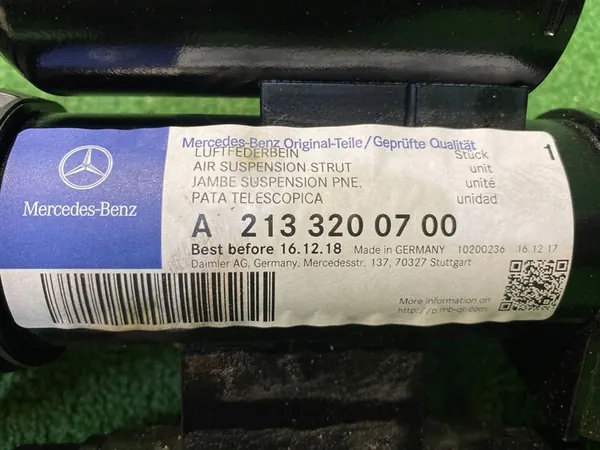 Mercedes-Benz Original-Teile/Geprüfte Qualität
LUFTFEDERBEIN Stück 1
AIR SUSPENSION STRUT unit
JAMBE SUSPENSION PNE. unité
PATA TELESCOPICA unidad
Mercedes-Benz
A 213 320 07 00
Best before 16.12.18 Made in GERMANY 10200236 16.12.17
Daimler AG, Germany, Mercedesstr. 137, 70327 Stuttgart
More information on
http://p.mb-qr.com/